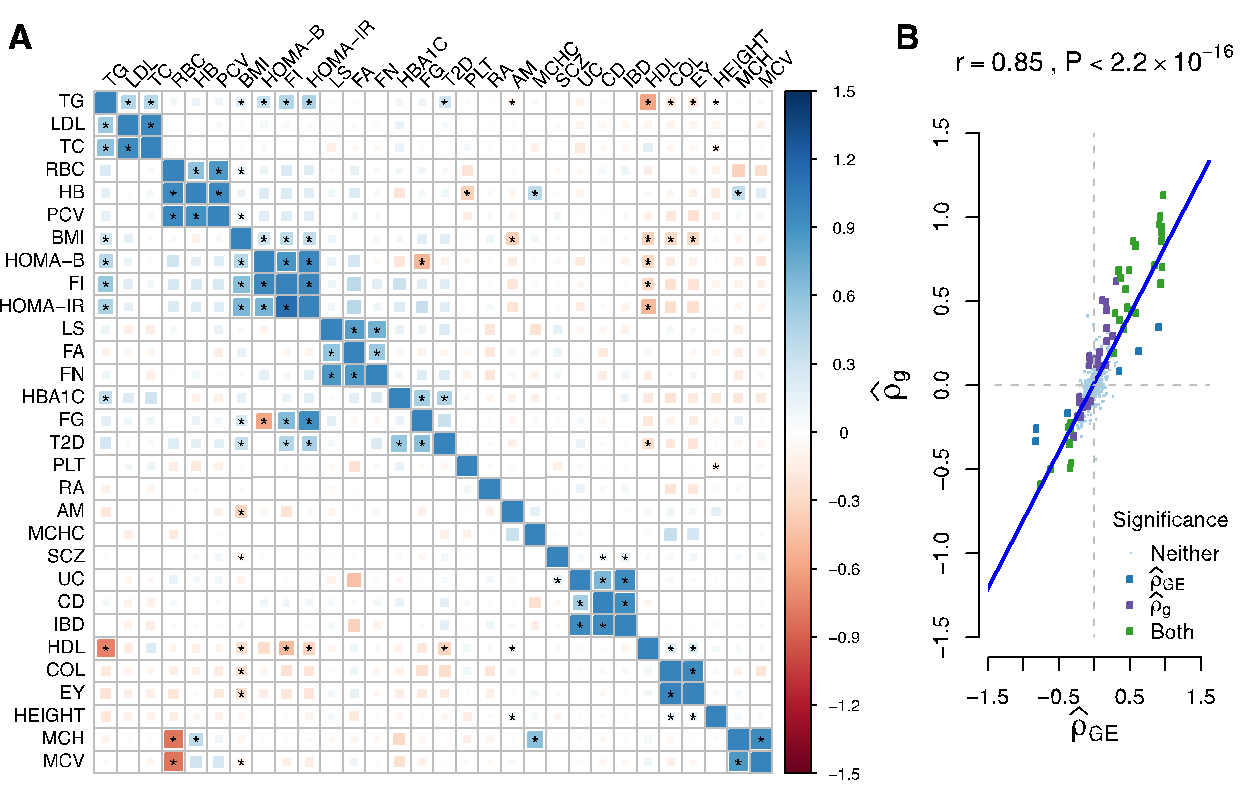 A
TG LDL TC RBC HB PCV BMI HOMA−B FI HOMA−IR LS FA FN HBA1C FG T2D PLT RA AM MCHC SCZ UC CD IBD HDL COL EY HEIGHT MCH MCV
TG
LDL
TC
RBC
HB
PCV
BMI
HOMA−B
FI
HOMA−IR
LS
FA
FN
HBA1C
FG
T2D
PLT
RA
AM
MCHC
SCZ
UC
CD
IBD
HDL
COL
EY
HEIGHT
MCH
MCV
1.5
1.2
0.9
0.6
0.3
0
−0.3
−0.6
−0.9
−1.2
−1.5
B
r = 0.85 , P < 2.2 × 10⁻¹⁶
1.5
1.0
0.5
0.0
−0.5
−1.0
−1.5
ρ̂g
Significance
Neither
ρ̂GE
ρ̂g
Both
−1.5 −0.5 0.5 1.5
ρ̂GE